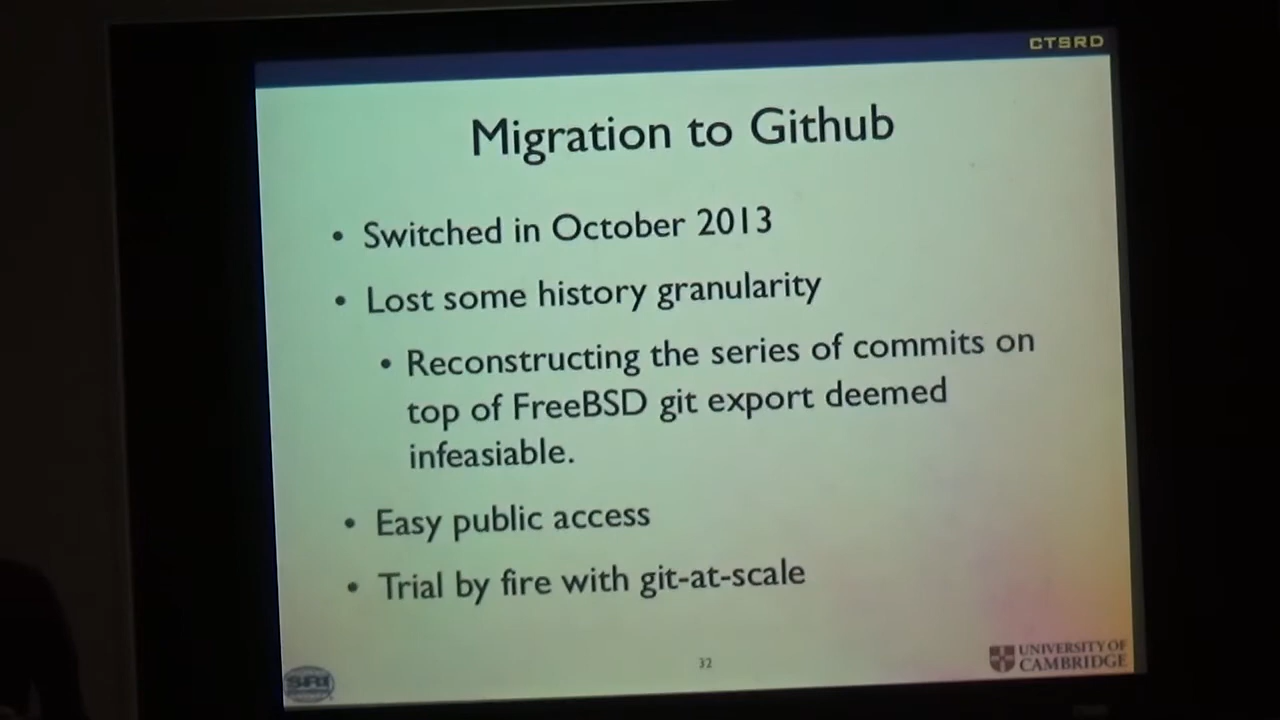 CTSRD
Migration to Github
• Switched in October 2013
• Lost some history granularity
• Reconstructing the series of commits on
top of FreeBSD git export deemed
infeasiable.
• Easy public access
• Trial by fire with git-at-scale
32
SRI
UNIVERSITY OF
CAMBRIDGE